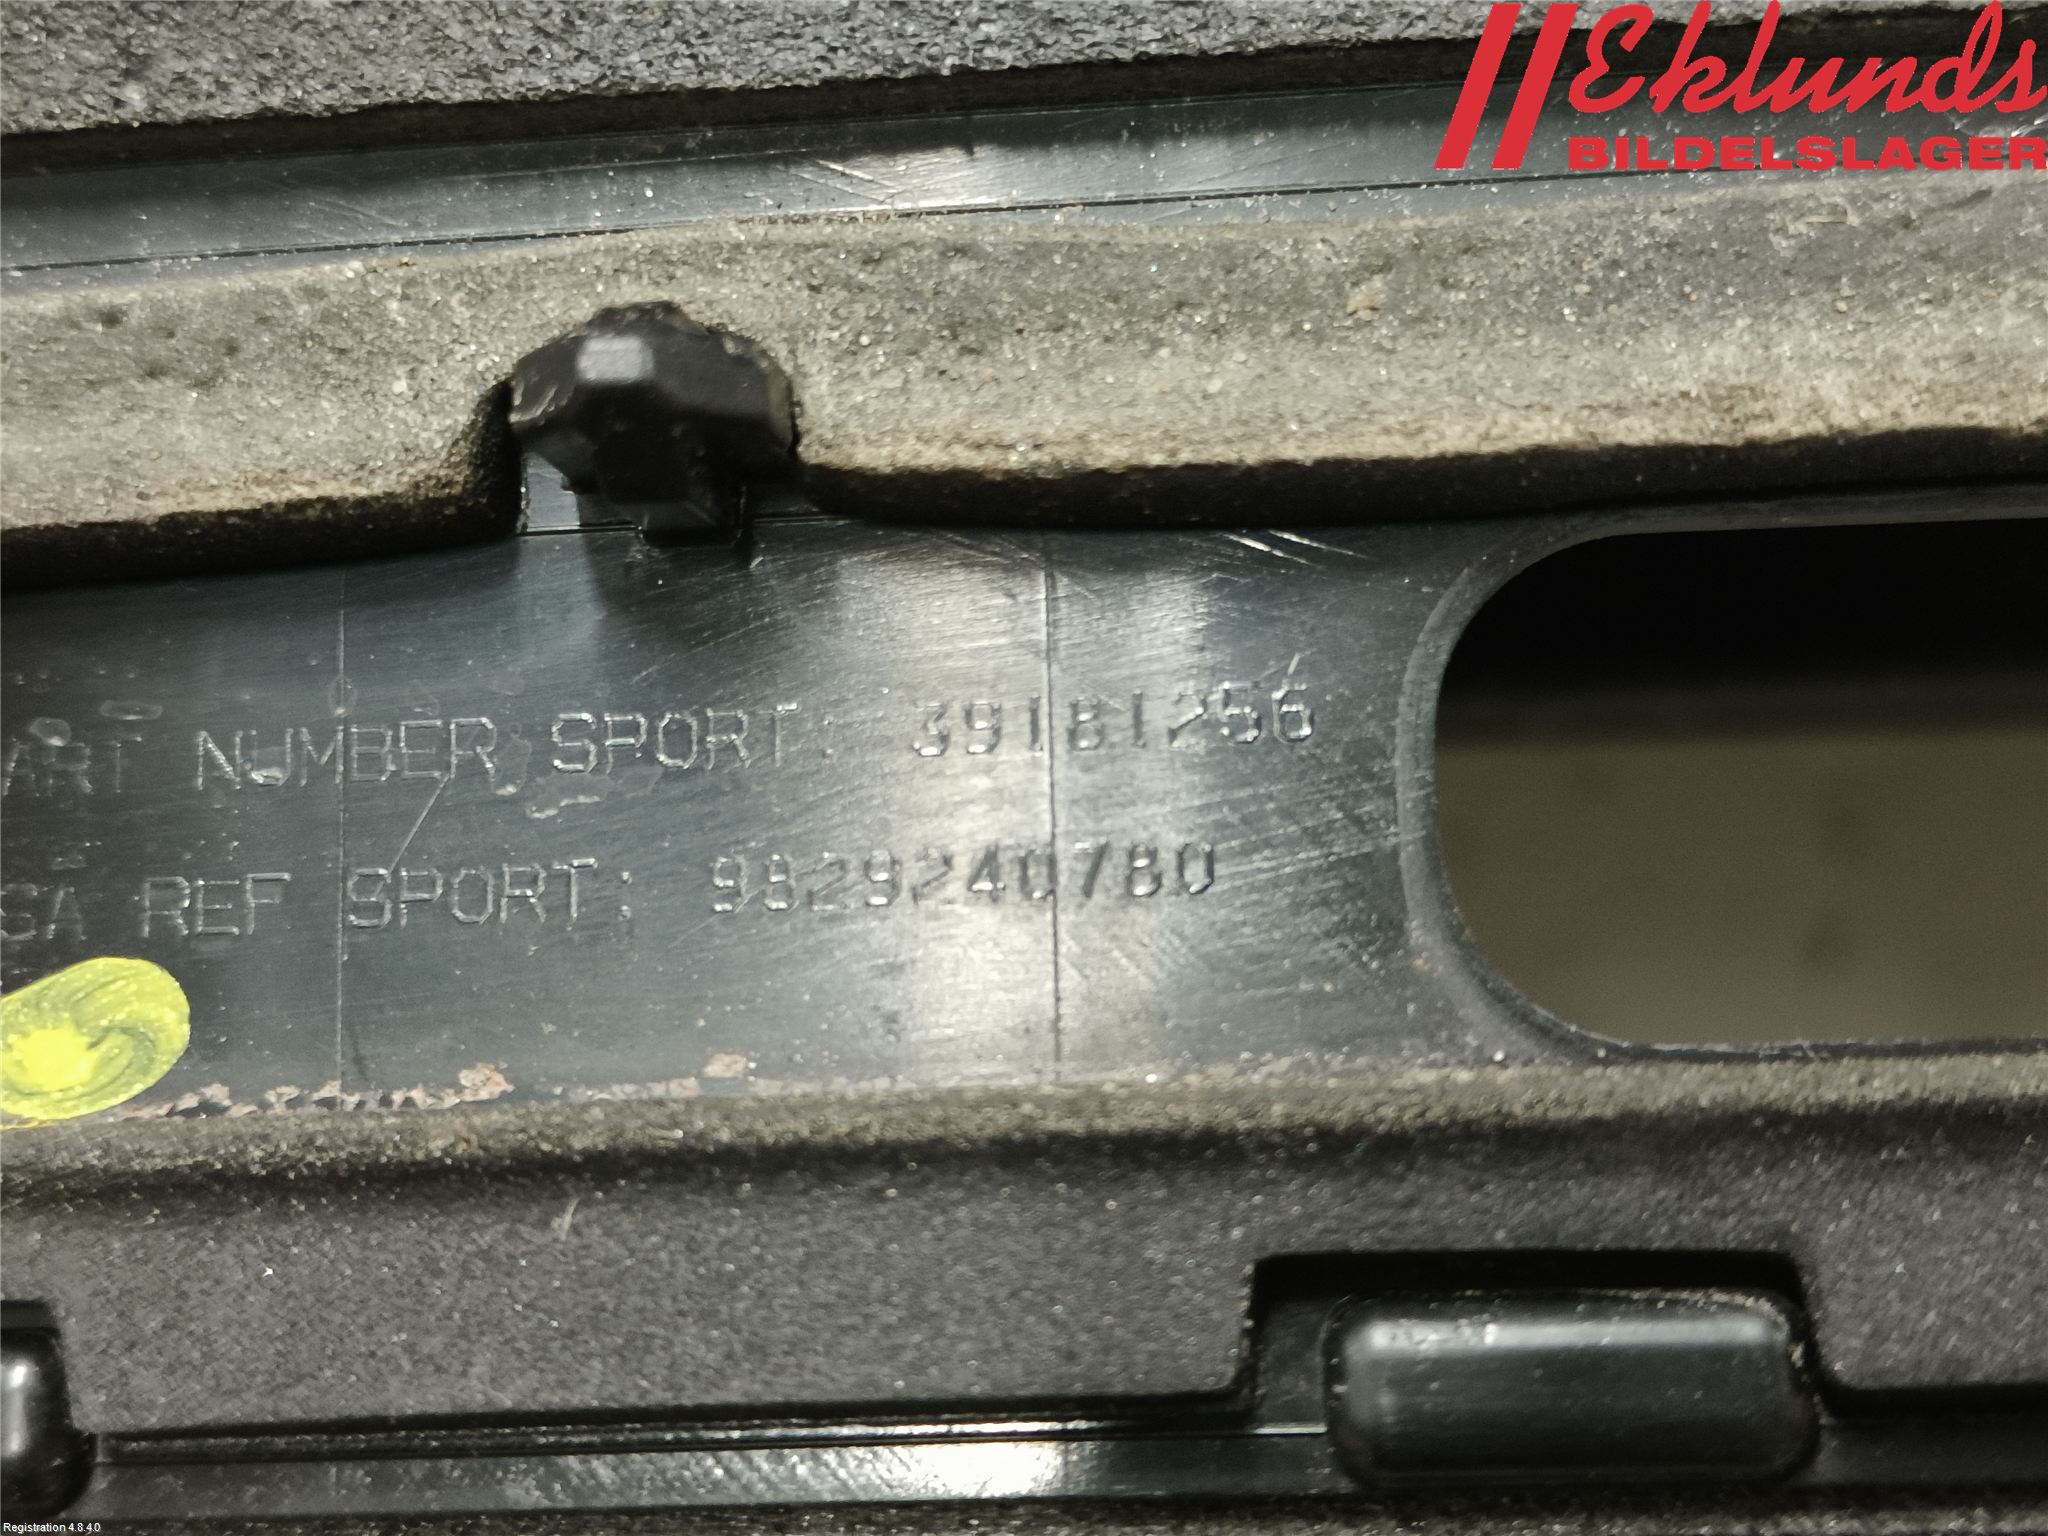 Eklunds
BILDELSLAGER
ART NUMBER SPORT: 39181256
SA REF SPORT: 9829240780
Registration 4.8.4.0